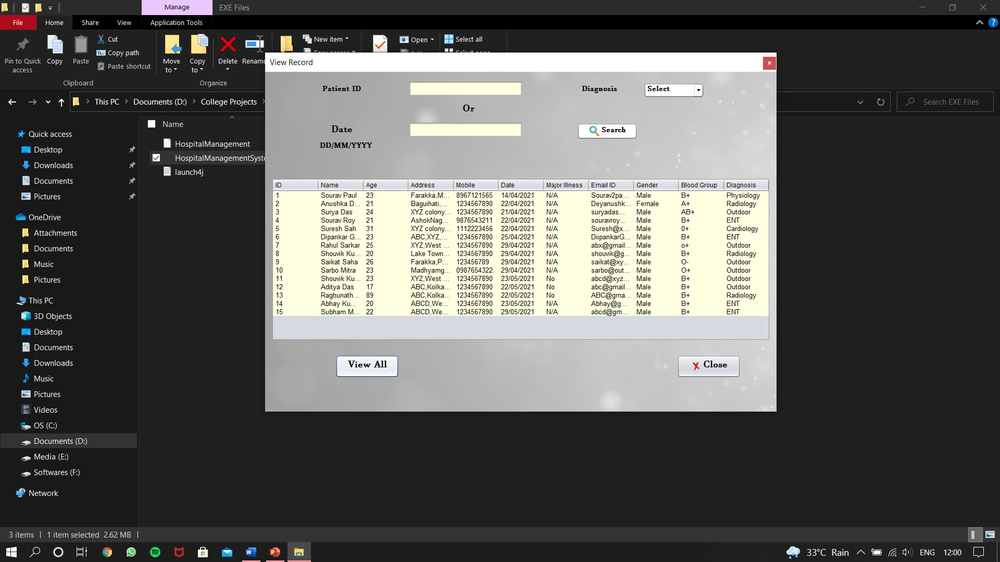 Manage EXE Files
File Home Share View Application Tools
Pin to Quick access
Copy
Paste
Cut
Copy path
Paste shortcut
Clipboard
Move to
Copy to
Delete
Rename
Organize
New item
Open
Select all
This PC Documents (D:) College Projects
Search EXE Files
Quick access
Desktop
Downloads
Documents
Pictures
OneDrive
Attachments
Documents
Music
Pictures
This PC
3D Objects
Desktop
Documents
Downloads
Music
Pictures
Videos
OS (C:)
Documents (D:)
Media (E:)
Softwares (F:)
Network
Name
HospitalManagement
HospitalManagementSyste
launch4j
View Record
Patient ID Diagnosis Select
Or
Date Search
DD/MM/YYYY
ID Name Age Address Mobile Date Major Illness Email ID Gender Blood Group Diagnosis
1 Sourav Paul 23 Farakka,M... 8967121565 14/04/2021 N/A Sourav2pa... Male B+ Physiology
2 Anushka D... 21 Baguihati,... 1234567890 22/04/2021 N/A Deyanushk... Female A+ Radiology
3 Surya Das 24 XYZ colony... 1234567890 21/04/2021 N/A suryadas... Male AB+ Outdoor
4 Sourav Roy 21 AshokNag... 9876543211 22/04/2021 N/A souravroy... Male B+ ENT
5 Suresh Sah 31 XYZ colony... 1112223456 22/04/2021 N/A Suresh@x... Male 0+ Cardiology
6 Dipankar G... 23 ABC,XYZ,... 1234567890 25/04/2021 N/A DiipankarG... Male B+ ENT
7 Rahul Sarkar 25 XYZ,West ... 1234567890 29/04/2021 N/A abx@gmail... Male o+ Outdoor
8 Shouvik Ku... 20 Lake Town... 1234567890 29/04/2021 N/A shouvik@g... Male B+ Radiology
9 Saikat Saha 26 Farakka,P... 123456789 29/04/2021 N/A saikat@xy... Male O- Outdoor
10 Sarbo Mitra 23 Madhyamg... 0987654322 29/04/2021 N/A sarbo@out... Male O+ Outdoor
11 Shouvik Ku... 23 XYZ,West ... 1234567890 23/05/2021 No abcd@xyz... Male B+ Outdoor
12 Aditya Das 17 ABC,Kolka... 1234567890 22/05/2021 No abc@gmail... Male B+ Outdoor
13 Raghunath... 89 ABC,Kolka... 1234567890 22/05/2021 No ABC@gma... Male B+ Radiology
14 Abhay Ku... 20 ABCD,We... 1234567890 23/05/2021 N/A Abhay@g... Male B+ ENT
15 Subham M... 22 ABCD,We... 1234567890 29/05/2021 N/A abcd@gm... Male B+ ENT
View All Close
3 items 1 item selected 2.62 MB
33°C Rain ENG 12:00